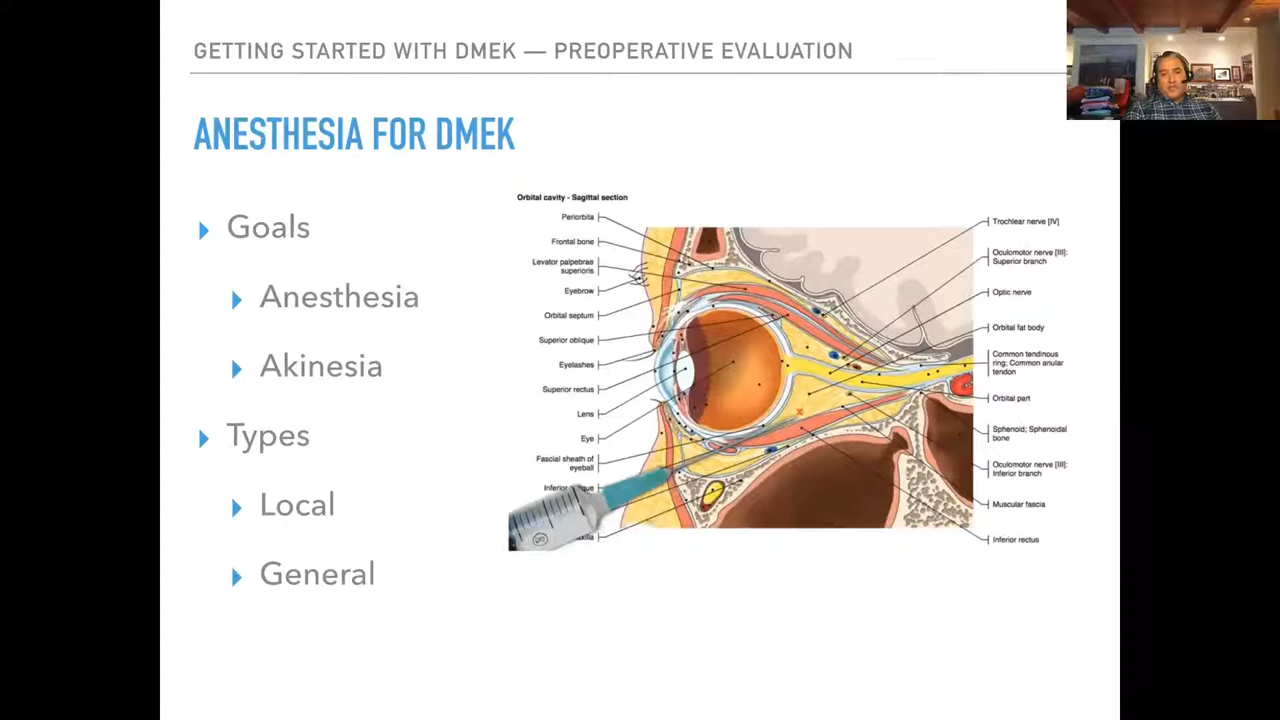 GETTING STARTED WITH DMEK — PREOPERATIVE EVALUATION
ANESTHESIA FOR DMEK
Goals
Anesthesia
Akinesia
Types
Local
General
Orbital cavity - Sagittal section
Periorbita
Frontal bone
Levator palpebrae
superioris
Eyebrow
Orbital septum
Superior oblique
Eyelashes
Superior rectus
Lens
Eye
Fascial sheath of
eyeball
Inferior
Trochlear nerve [IV]
Oculomotor nerve [III]:
Superior branch
Optic nerve
Orbital fat body
Common tendinous
ring; Common anular
tendon
Orbital part
Sphenoid; Sphenoidal
bone
Oculomotor nerve [III]:
Inferior branch
Muscular fascia
Inferior rectus